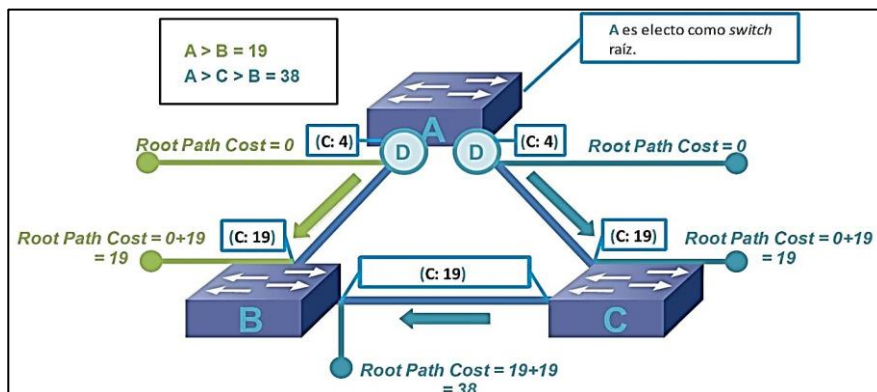 A > B = 19
A > C > B = 38
A es electo como switch
raíz.
A
Root Path Cost = 0
(C: 4)
D
D
(C: 4)
Root Path Cost = 0
Root Path Cost = 0+19
= 19
(C: 19)
(C: 19)
(C: 19)
Root Path Cost = 0+19
= 19
B
C
Root Path Cost = 19+19
= 38